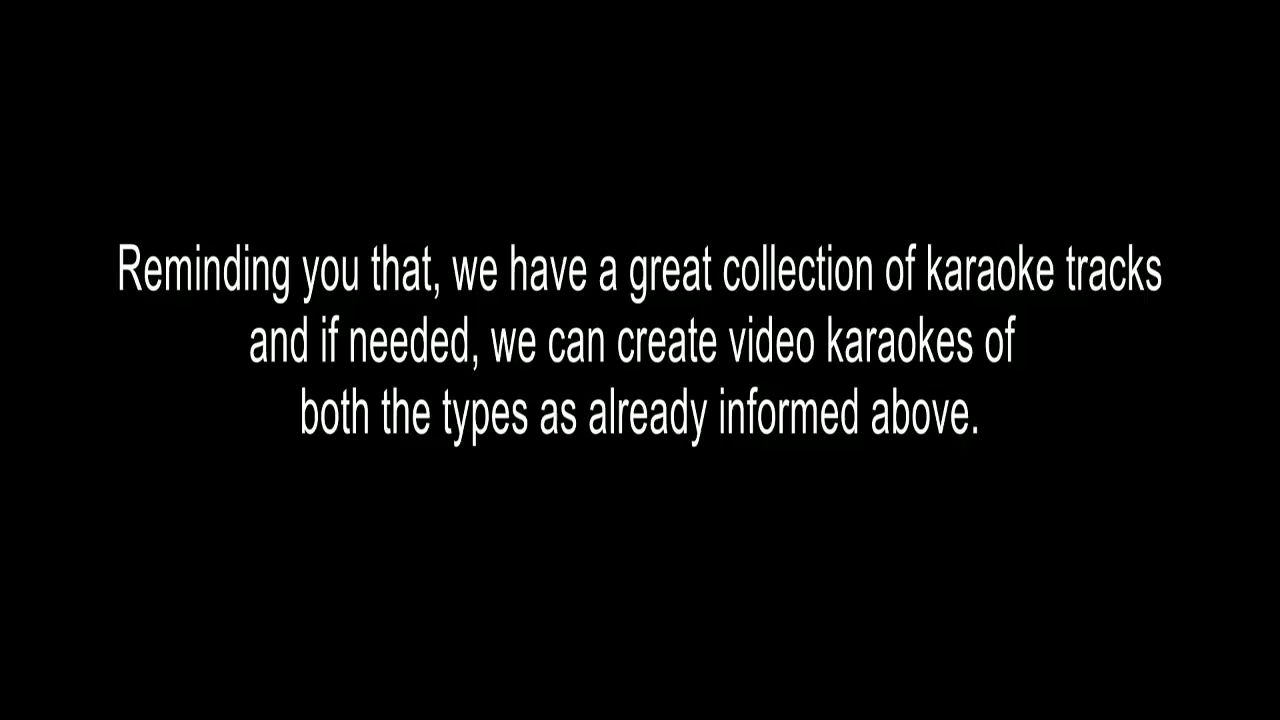 Reminding you that, we have a great collection of karaoke tracks
and if needed, we can create video karaokes of
both the types as already informed above.